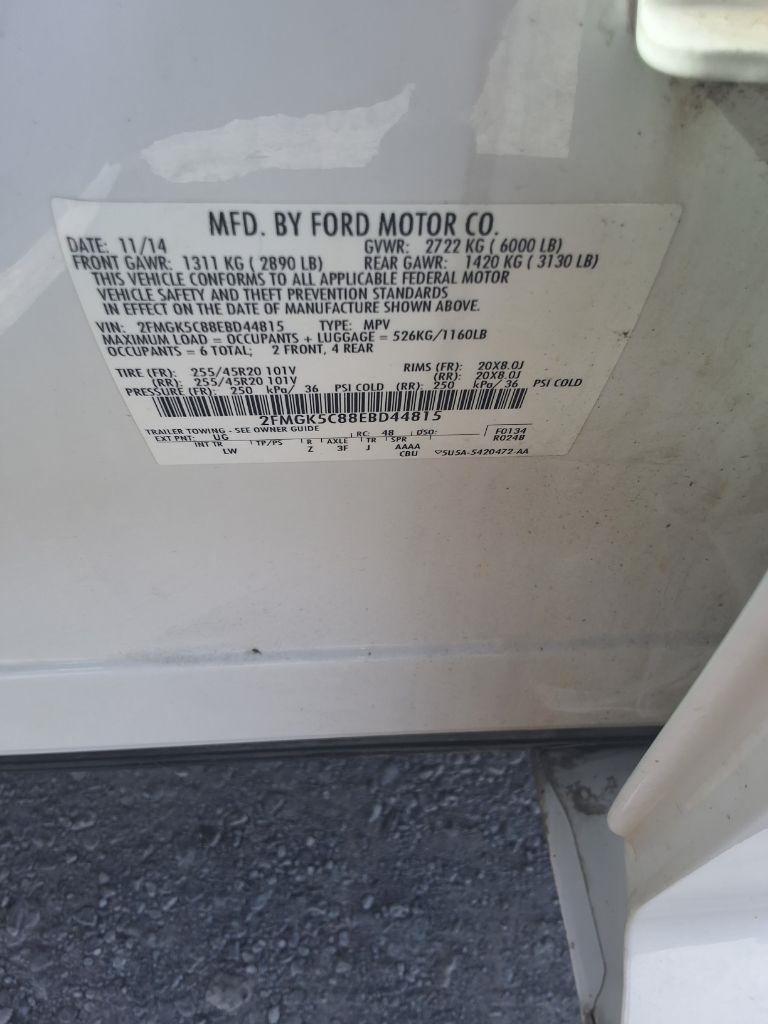 MFD. BY FORD MOTOR CO.
DATE: 11/14 GVWR: 2722 KG ( 6000 LB)
FRONT GAWR: 1311 KG ( 2890 LB) REAR GAWR: 1420 KG ( 3130 LB)
THIS VEHICLE CONFORMS TO ALL APPLICABLE FEDERAL MOTOR
VEHICLE SAFETY AND THEFT PREVENTION STANDARDS
IN EFFECT ON THE DATE OF MANUFACTURE SHOWN ABOVE.
VIN: 2FMGK5C88EBD44815 TYPE: MPV
MAXIMUM LOAD = OCCUPANTS + LUGGAGE = 526KG/1160LB
OCCUPANTS = 6 TOTAL; 2 FRONT, 4 REAR
TIRE (FR): 255/45R20 101V RIMS (FR): 20X8.0J
(RR): 255/45R20 101V (RR): 20X8.0J
PRESSURE (FR): 250 kPa/ 36 PSI COLD (RR): 250 kPa/ 36 PSI COLD
2FMGK5C88EBD44815
TRAILER TOWING - SEE OWNER GUIDE F0134
EXT PNT: UG RC: 48 DSO: R0248
INT TR TP/PS R AXLE TR SPR
LW Z 3F J AAAA
CBU 5U5A-5420472-AA